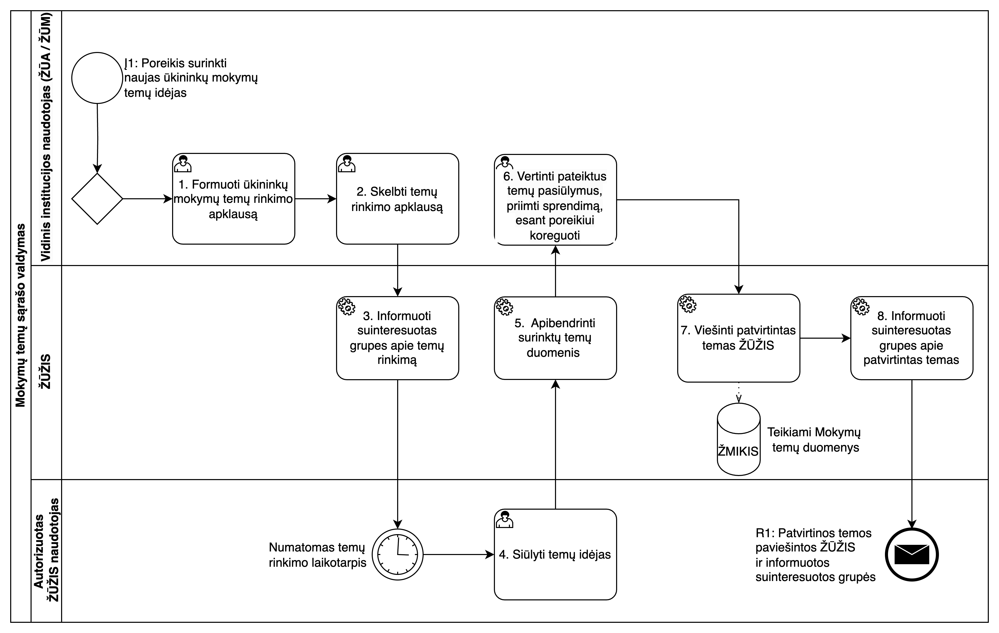 Mokymų temų sąrašo valdymas
Vidinis institucijos naudotojas (ŽŪA / ŽŪM)
Į1: Poreikis surinkti
naujas ūkininkų mokymų
temų idėjas
1. Formuoti ūkininkų
mokymų temų rinkimo
apklausą
2. Skelbti temų
rinkimo apklausą
6. Vertinti pateiktus
temų pasiūlymus,
priimti sprendimą,
esant poreikiui
koreguoti
ŽŪŽIS
3. Informuoti
suinteresuotas
grupes apie temų
rinkimą
5. Apibendrinti
surinktų temų
duomenis
7. Viešinti patvirtintas
temas ŽŪŽIS
8. Informuoti
suinteresuotas
grupes apie
patvirtintas temas
ŽMIKIS
Teikiami Mokymų
temų duomenys
Autorizuotas
ŽŪŽIS naudotojas
Numatomas temų
rinkimo laikotarpis
4. Siūlyti temų idėjas
R1: Patvirtinos temos
paviešintos ŽŪŽIS
ir informuotos
suinteresuotos grupės